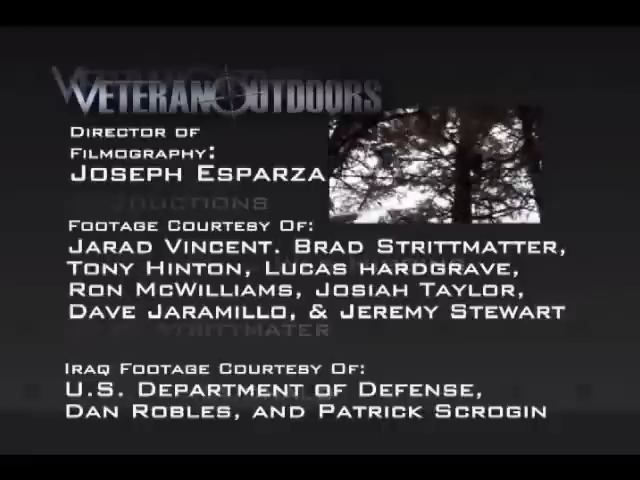 Veteran Outdoors
Director of
Filmography:
Joseph Esparza
Footage Courtesy Of:
Jarad Vincent. Brad Strittmatter,
Tony Hinton, Lucas Hardgrave,
Ron McWilliams, Josiah Taylor,
Dave Jaramillo, & Jeremy Stewart
Strittmater
Iraq Footage Courtesy Of:
U.S. Department of Defense,
Dan Robles, and Patrick Scrogin